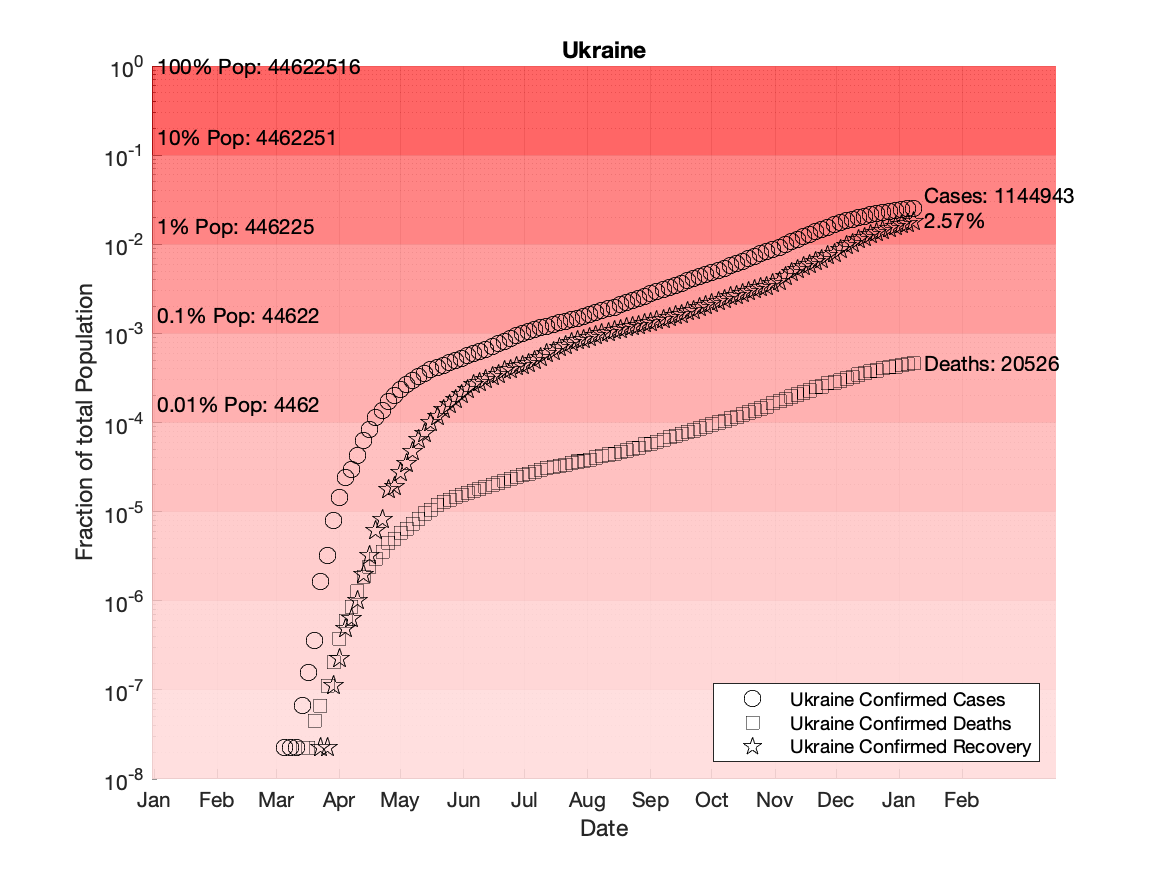 Ukraine
10^0
100% Pop: 44622516
10% Pop: 4462251
10^-1
Cases: 1144943
2.57%
1% Pop: 446225
10^-2
0.1% Pop: 44622
10^-3
Deaths: 20526
0.01% Pop: 4462
10^-4
10^-5
10^-6
10^-7
10^-8
Fraction of total Population
Ukraine Confirmed Cases
Ukraine Confirmed Deaths
Ukraine Confirmed Recovery
Jan Feb Mar Apr May Jun Jul Aug Sep Oct Nov Dec Jan Feb
Date